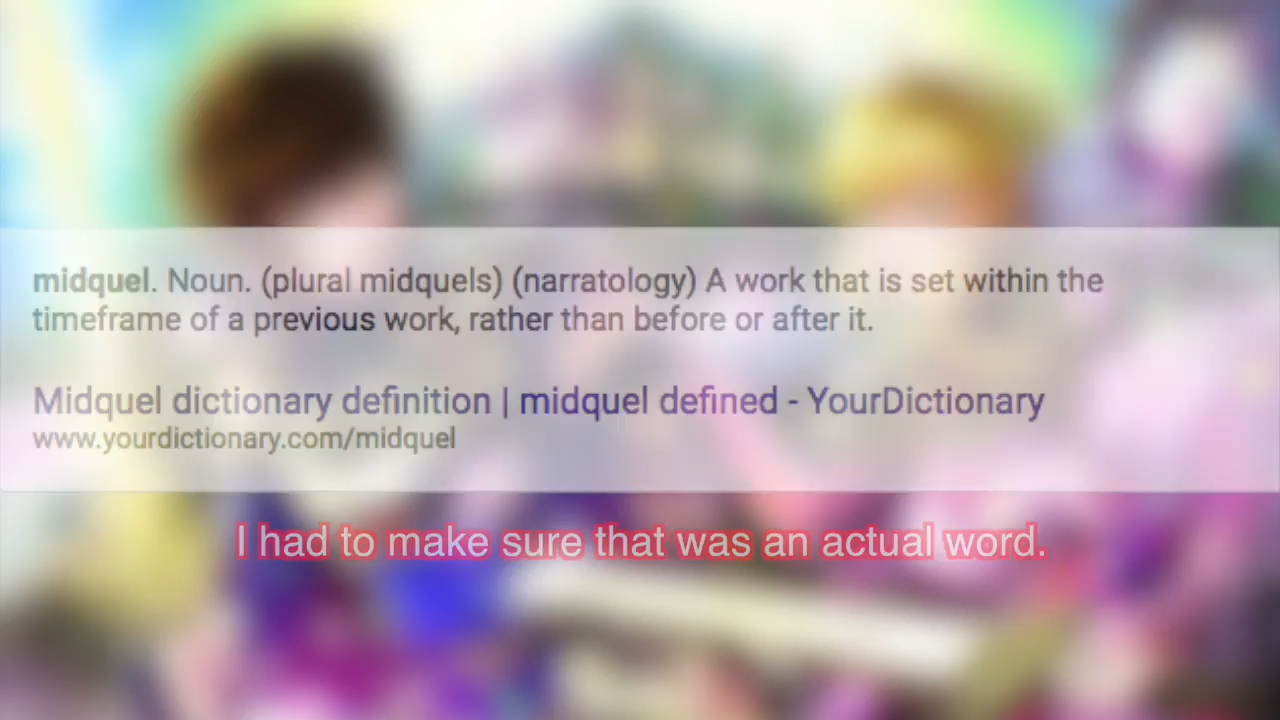 midquel. Noun. (plural midquels) (narratology) A work that is set within the
timeframe of a previous work, rather than before or after it.
Midquel dictionary definition | midquel defined - YourDictionary
www.yourdictionary.com/midquel
I had to make sure that was an actual word.